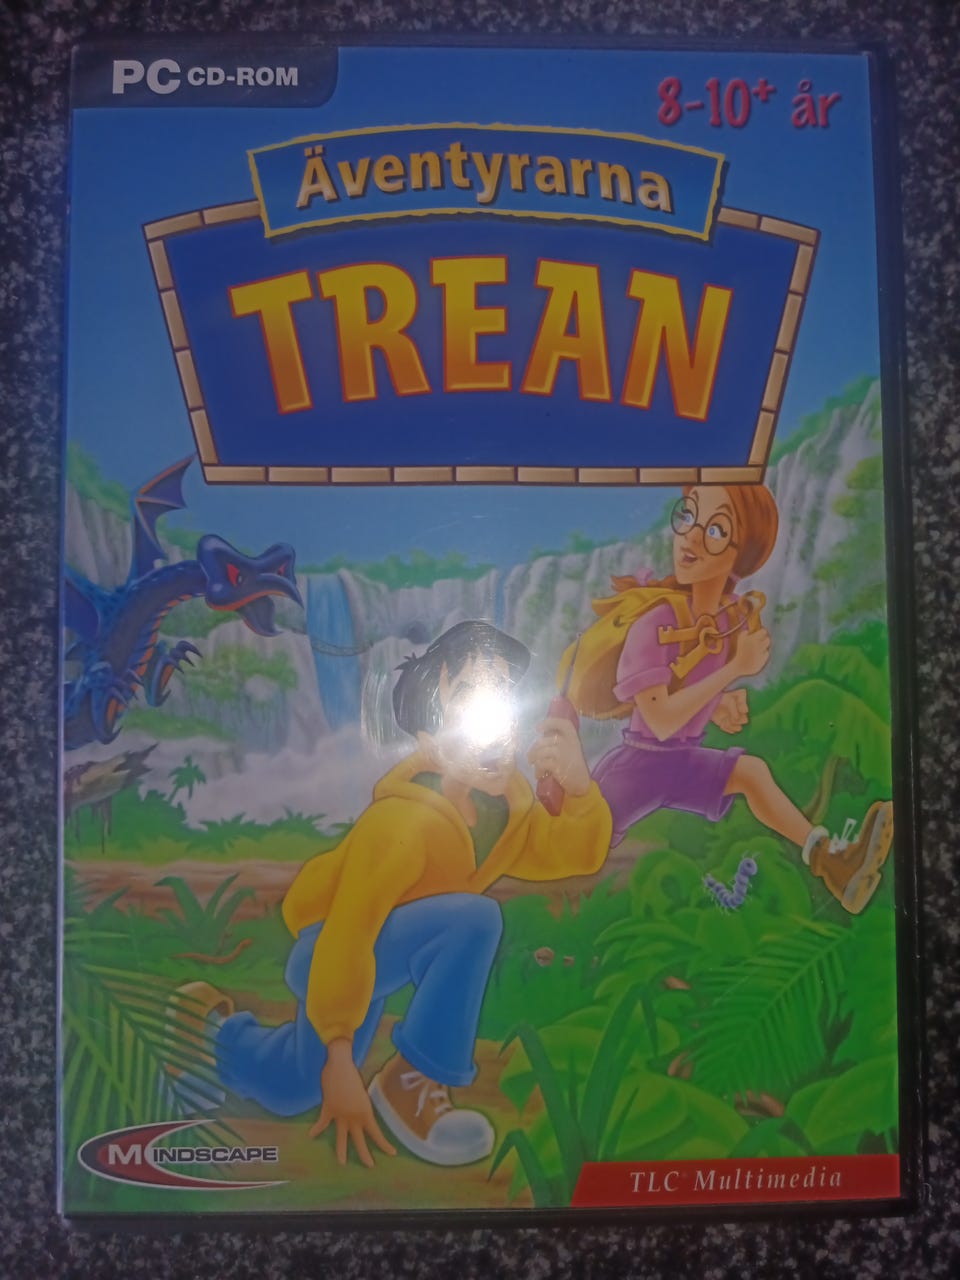 PC CD-ROM
8-10+ år
Äventyrarna
TREAN
MINDSCAPE
TLC Multimedia